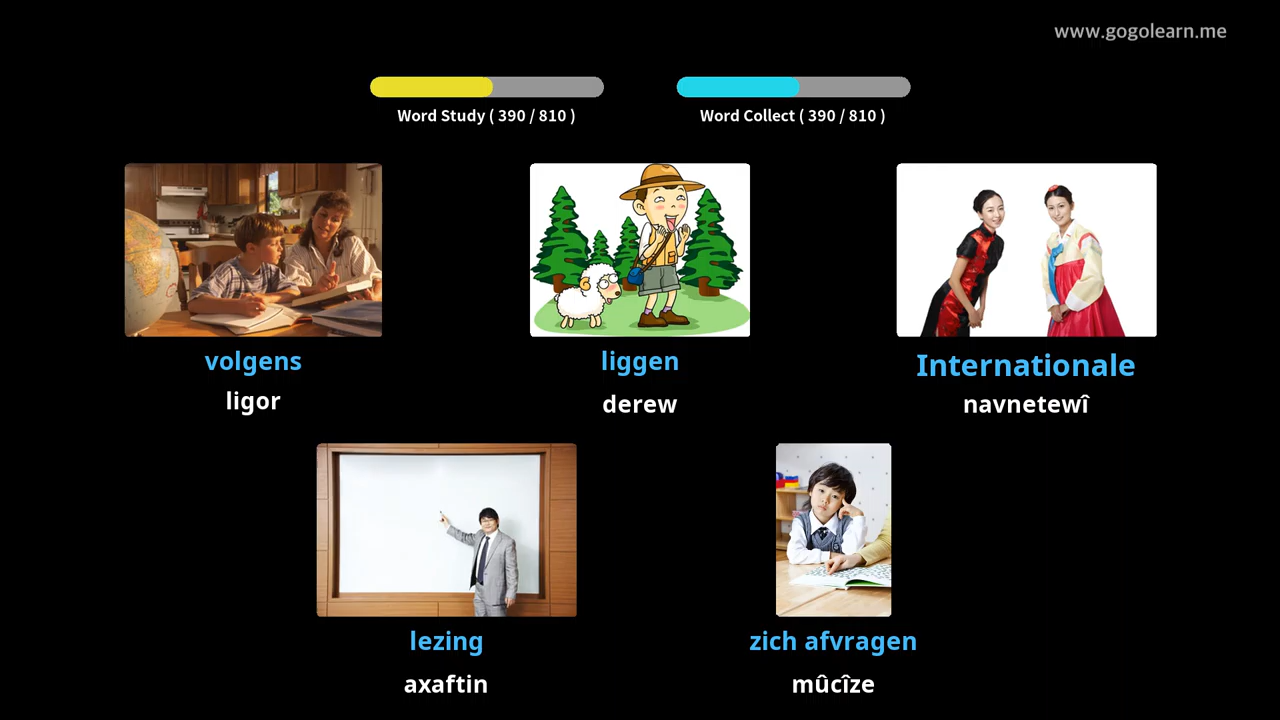 www.gogolearn.me
Word Study ( 390 / 810 )
Word Collect ( 390 / 810 )
volgens
ligor
liggen
derew
Internationale
navnetewî
lezing
axaftin
zich afvragen
mûcîze